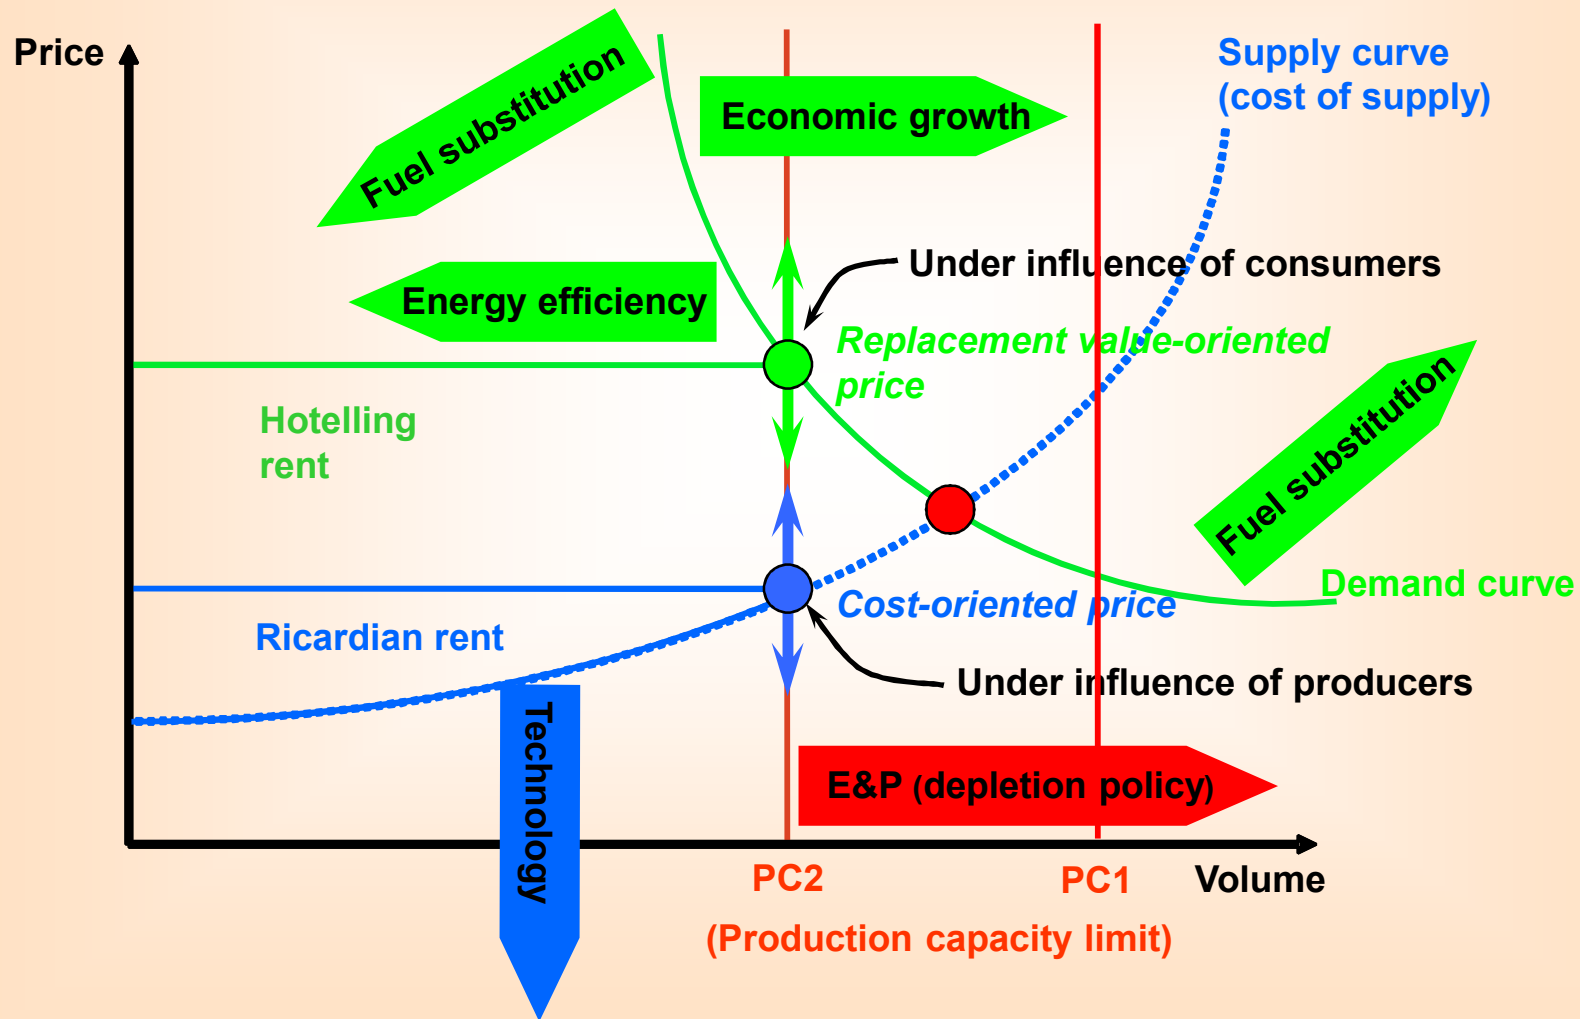 Price
Fuel substitution
Economic growth
Supply curve
(cost of supply)
Under influence of consumers
Energy efficiency
Replacement value-oriented
price
Hotelling
rent
Fuel substitution
Demand curve
Cost-oriented price
Ricardian rent
Under influence of producers
Technology
E&P (depletion policy)
PC2
PC1
Volume
(Production capacity limit)